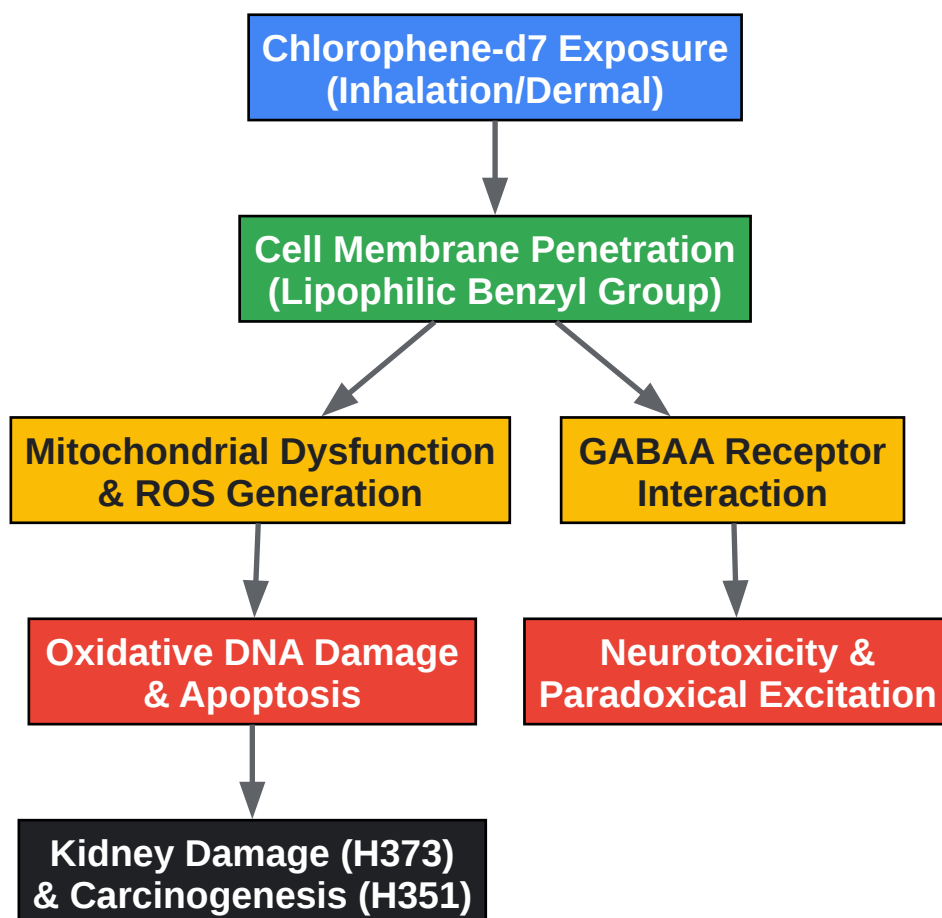 Chlorophene-d7 Exposure
(Inhalation/Dermal)
Cell Membrane Penetration
(Lipophilic Benzyl Group)
Mitochondrial Dysfunction
& ROS Generation
GABAA Receptor
Interaction
Oxidative DNA Damage
& Apoptosis
Neurotoxicity &
Paradoxical Excitation
Kidney Damage (H373)
& Carcinogenesis (H351)